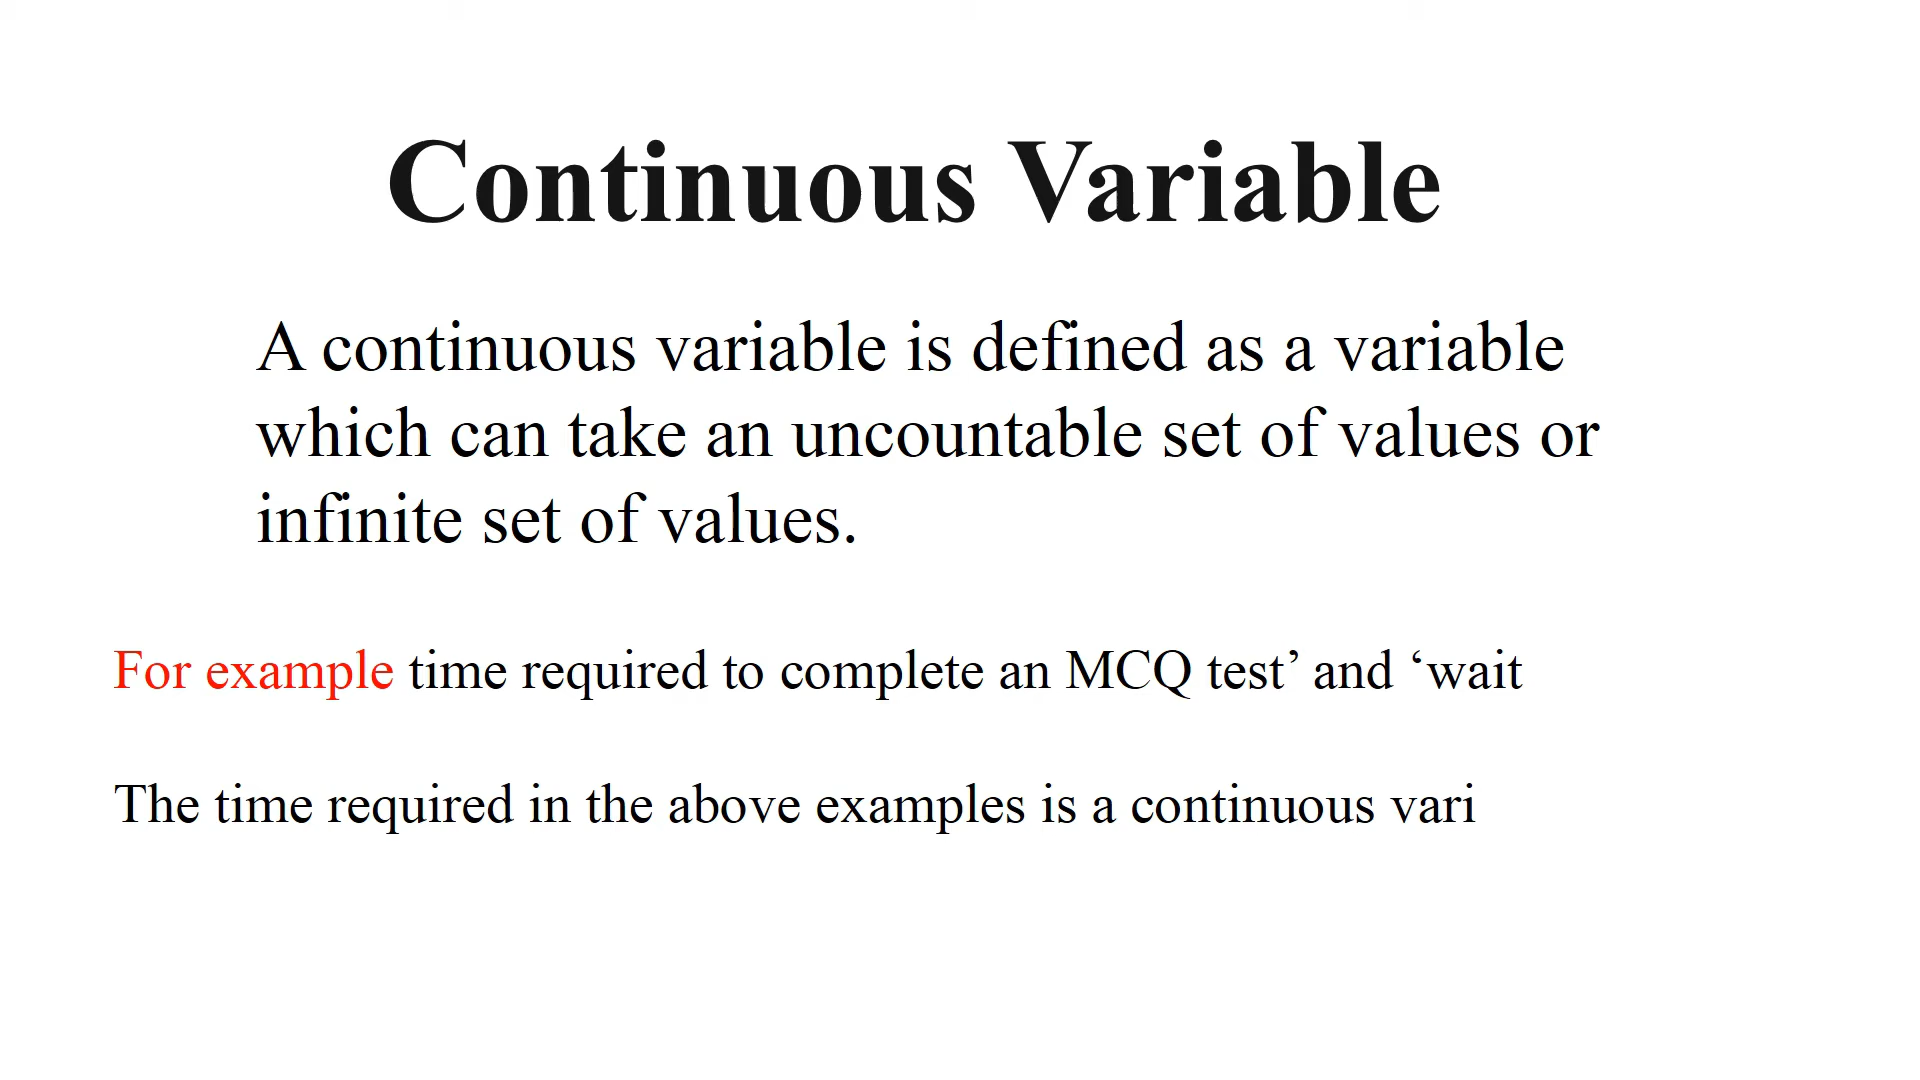 Continuous Variable
A continuous variable is defined as a variable
which can take an uncountable set of values or
infinite set of values.
For example time required to complete an MCQ test’ and ‘wait
The time required in the above examples is a continuous vari